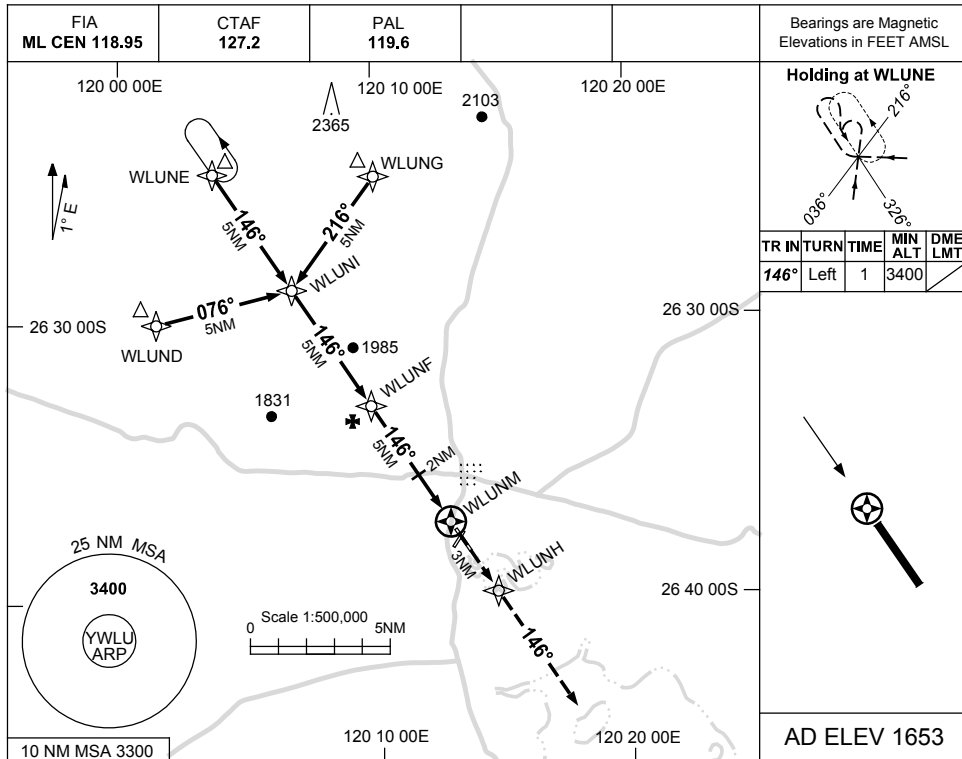 FIA
ML CEN 118.95
CTAF
127.2
PAL
119.6
Bearings are Magnetic
Elevations in FEET AMSL
120 00 00E
120 10 00E
120 20 00E
2103
2365
Holding at WLUNE
216°
036°
326°
TR IN
TURN
TIME
MIN
ALT
DME
LMT
146°
Left
1
3400
1° E
WLUNE
WLUNG
146°
5NM
216°
5NM
WLUNI
076°
5NM
26 30 00S
26 30 00S
WLUND
146°
5NM
1985
WLUNF
1831
146°
5NM
2NM
WLUNM
3NM
WLUNH
26 40 00S
146°
25 NM MSA
3400
YWLU
ARP
Scale 1:500,000
0
5NM
10 NM MSA 3300
120 10 00E
120 20 00E
AD ELEV 1653